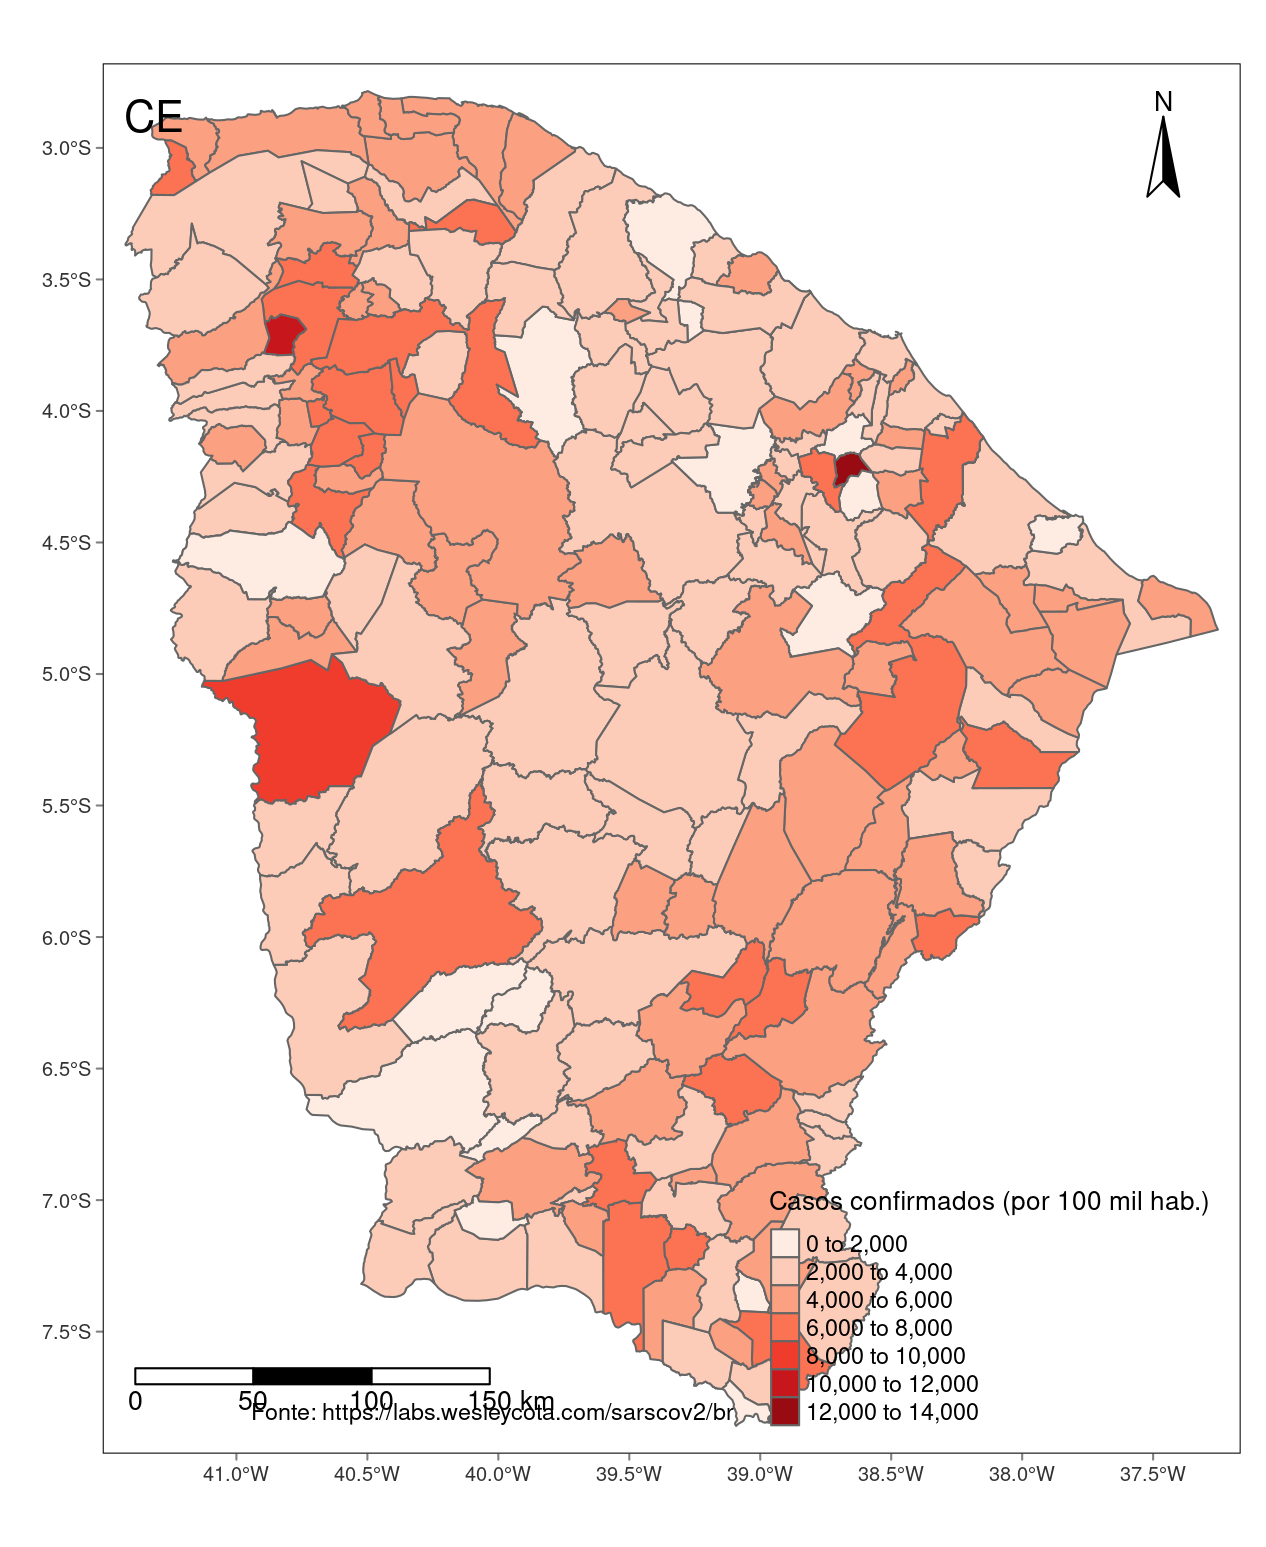 CE
N
3.0°S
3.5°S
4.0°S
4.5°S
5.0°S
5.5°S
6.0°S
6.5°S
7.0°S
7.5°S
Casos confirmados (por 100 mil hab.)
0 to 2,000
2,000 to 4,000
4,000 to 6,000
6,000 to 8,000
8,000 to 10,000
10,000 to 12,000
12,000 to 14,000
0 50 100 150 km
Fonte: https://labs.wesleycota.com/sarscov2/br
41.0°W 40.5°W 40.0°W 39.5°W 39.0°W 38.5°W 38.0°W 37.5°W